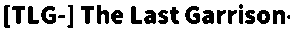 [TLG-] The Last Garrison-